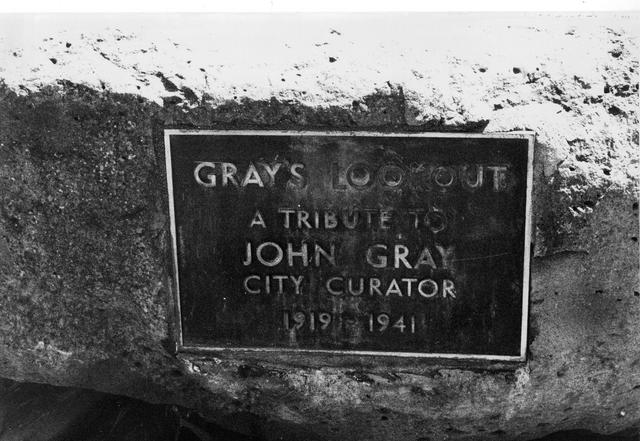 GRAY'S LOOKOUT
A TRIBUTE TO
JOHN GRAY
CITY CURATOR
1919 - 1941